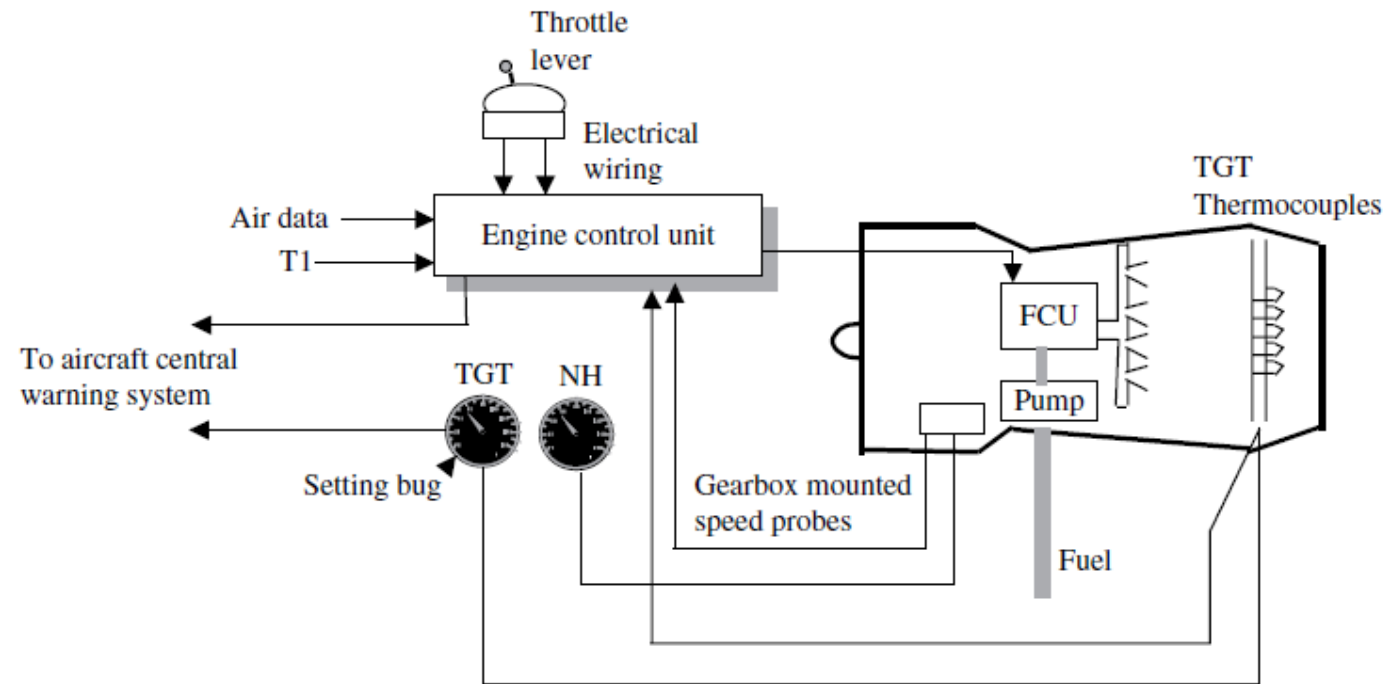 Throttle
lever
Electrical
wiring
TGT
Thermocouples
Air data
Engine control unit
T1
FCU
To aircraft central
warning system
TGT
NH
Pump
Setting bug
Gearbox mounted
speed probes
Fuel